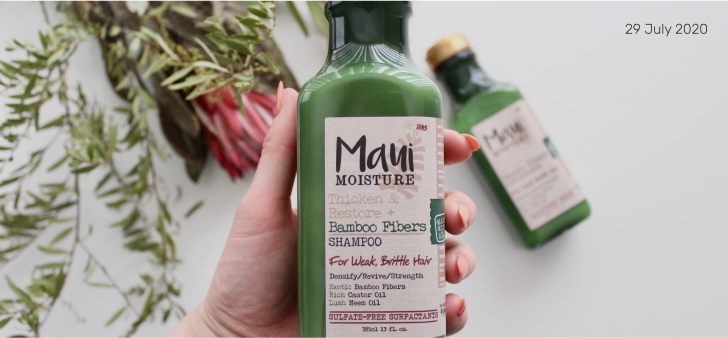 29 July 2020
Maui
MOISTURE
Thicken &
Restore +
Bamboo Fibers
SHAMPOO
For Weak, Brittle Hair
Densify/Revive/Strength
Exotic Bamboo Fibers
Rich Castor Oil
Lush Neem Oil
SULFATE-FREE SURFACTANTS
385ml 13 fl. oz.
Maui
MOISTURE